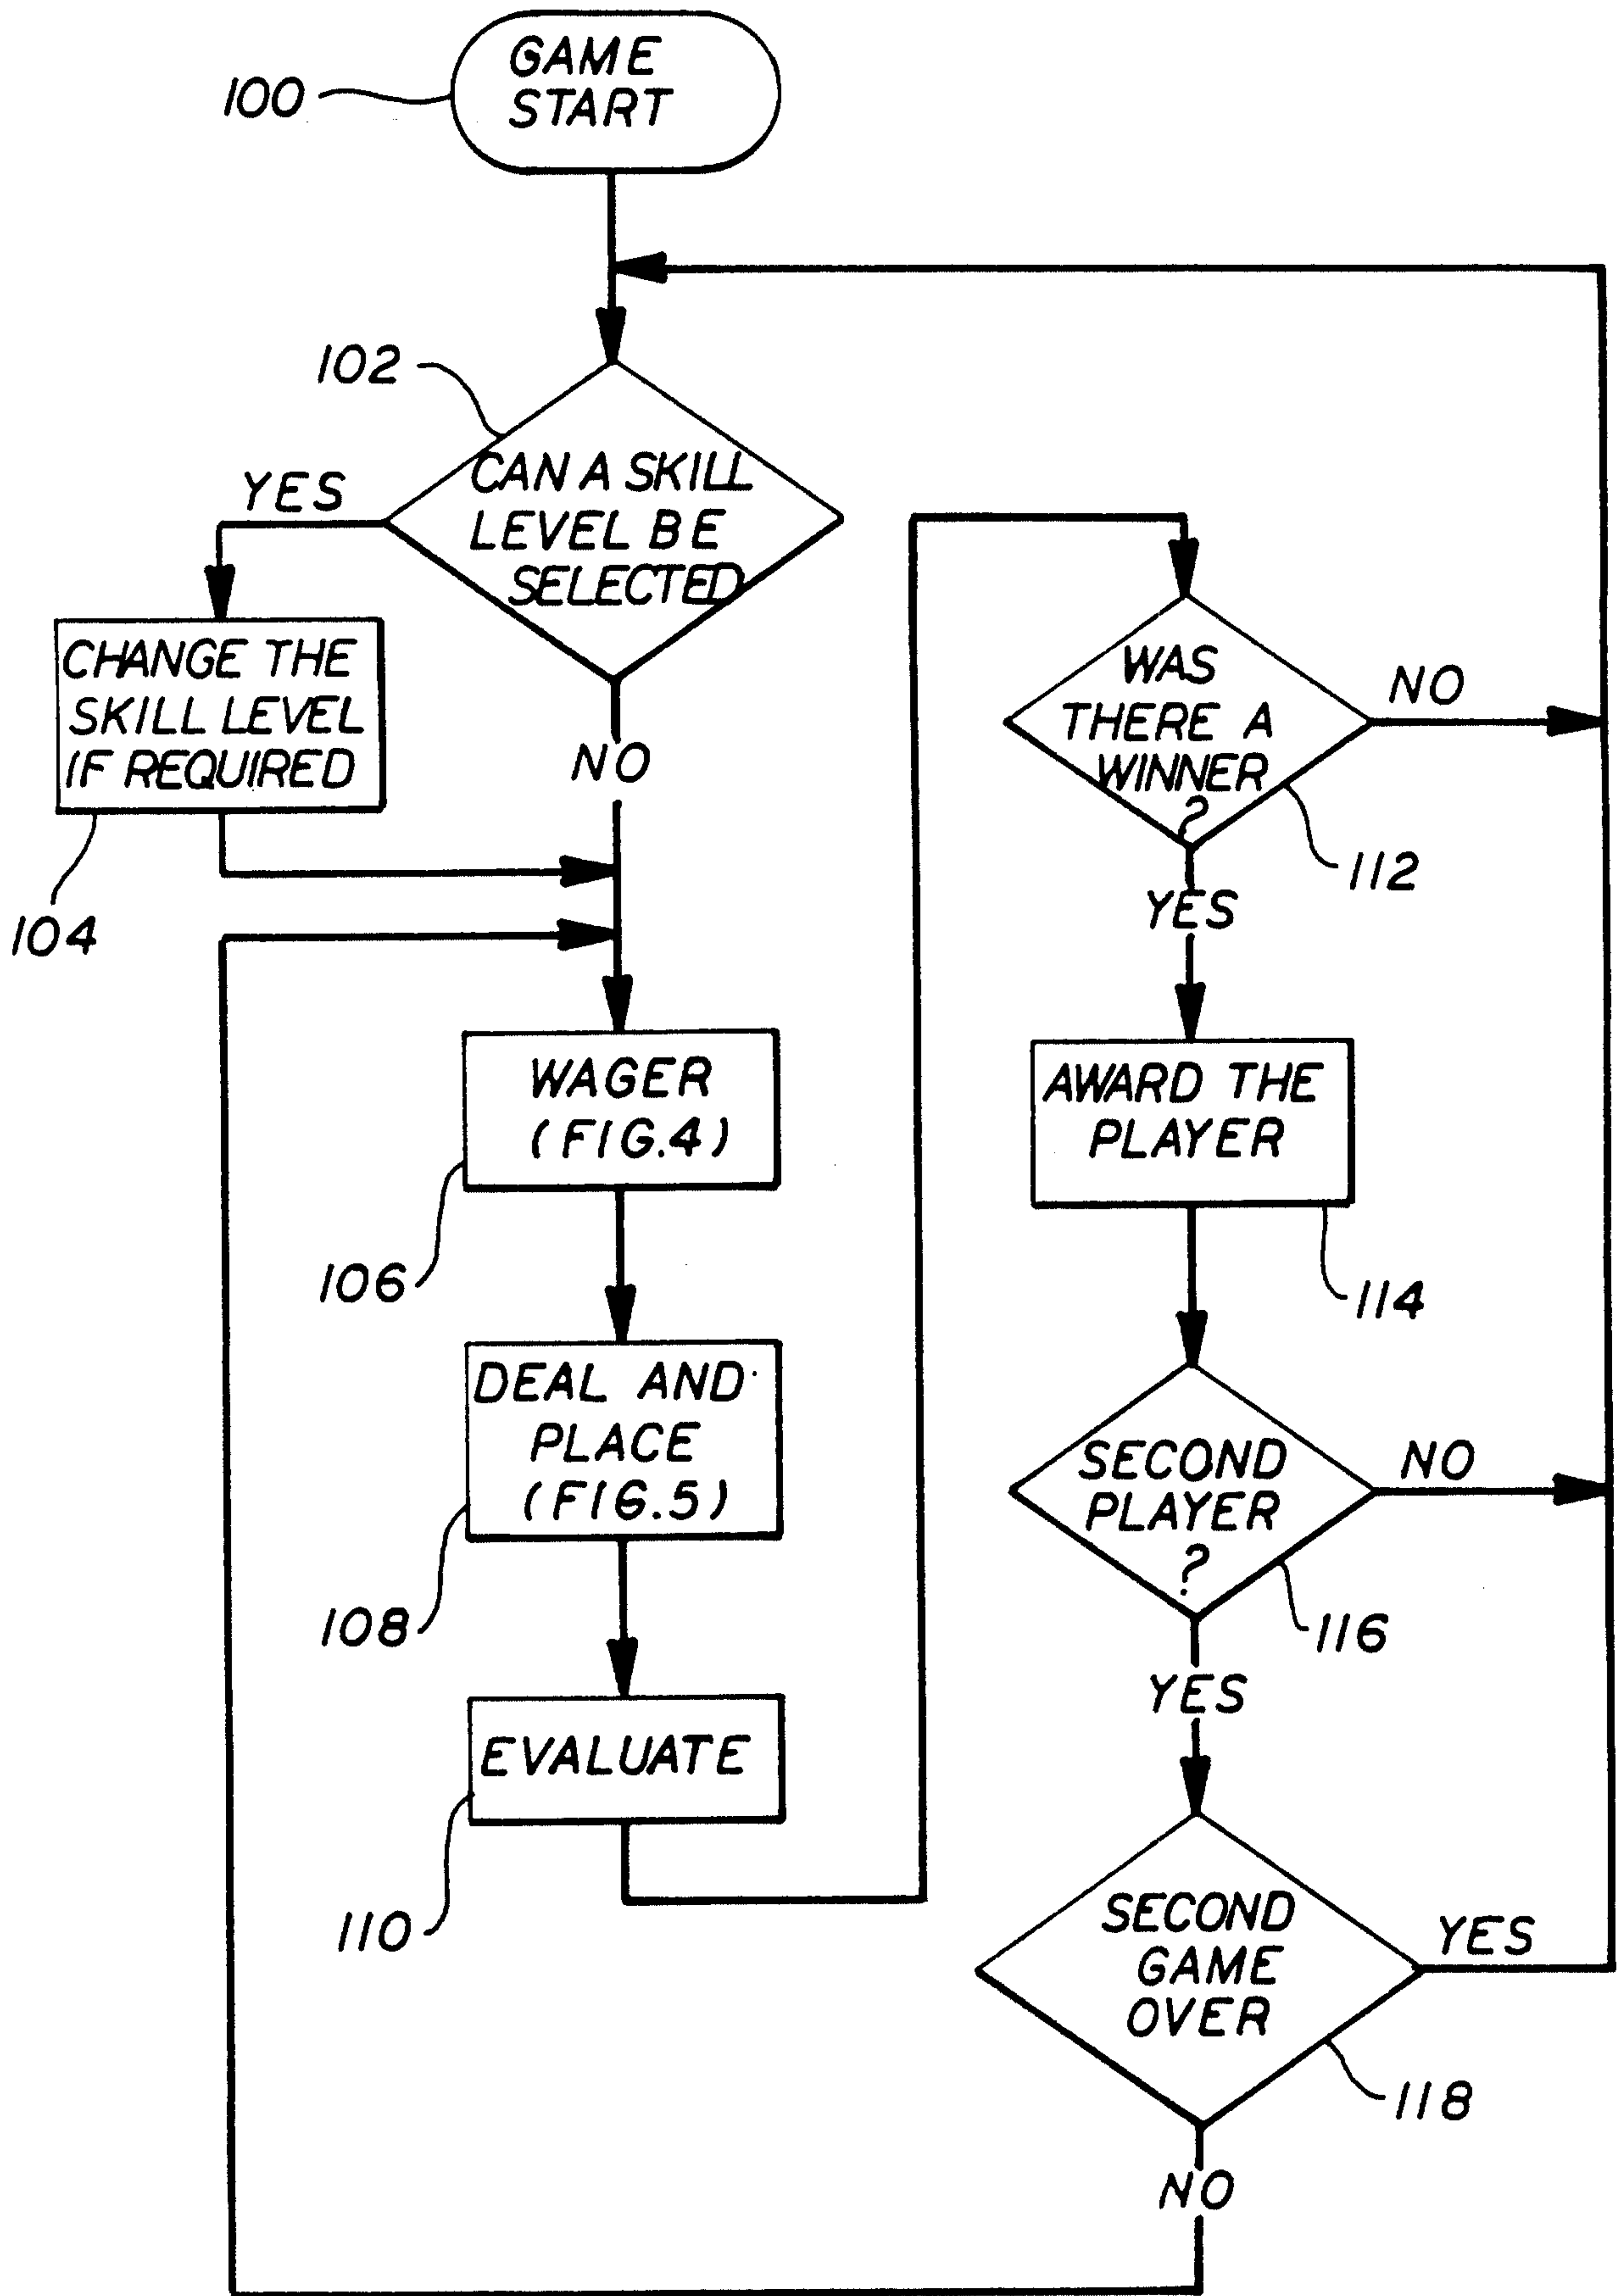 GAME
START
100
102
CAN A SKILL
LEVEL BE
SELECTED
YES
NO
CHANGE THE
SKILL LEVEL
IF REQUIRED
104
WAGER
(FIG.4)
106
DEAL AND
PLACE
(FIG.5)
108
EVALUATE
110
WAS
THERE A
WINNER
?
NO
112
YES
AWARD THE
PLAYER
114
SECOND
PLAYER
?
NO
116
YES
SECOND
GAME
OVER
YES
118
NO